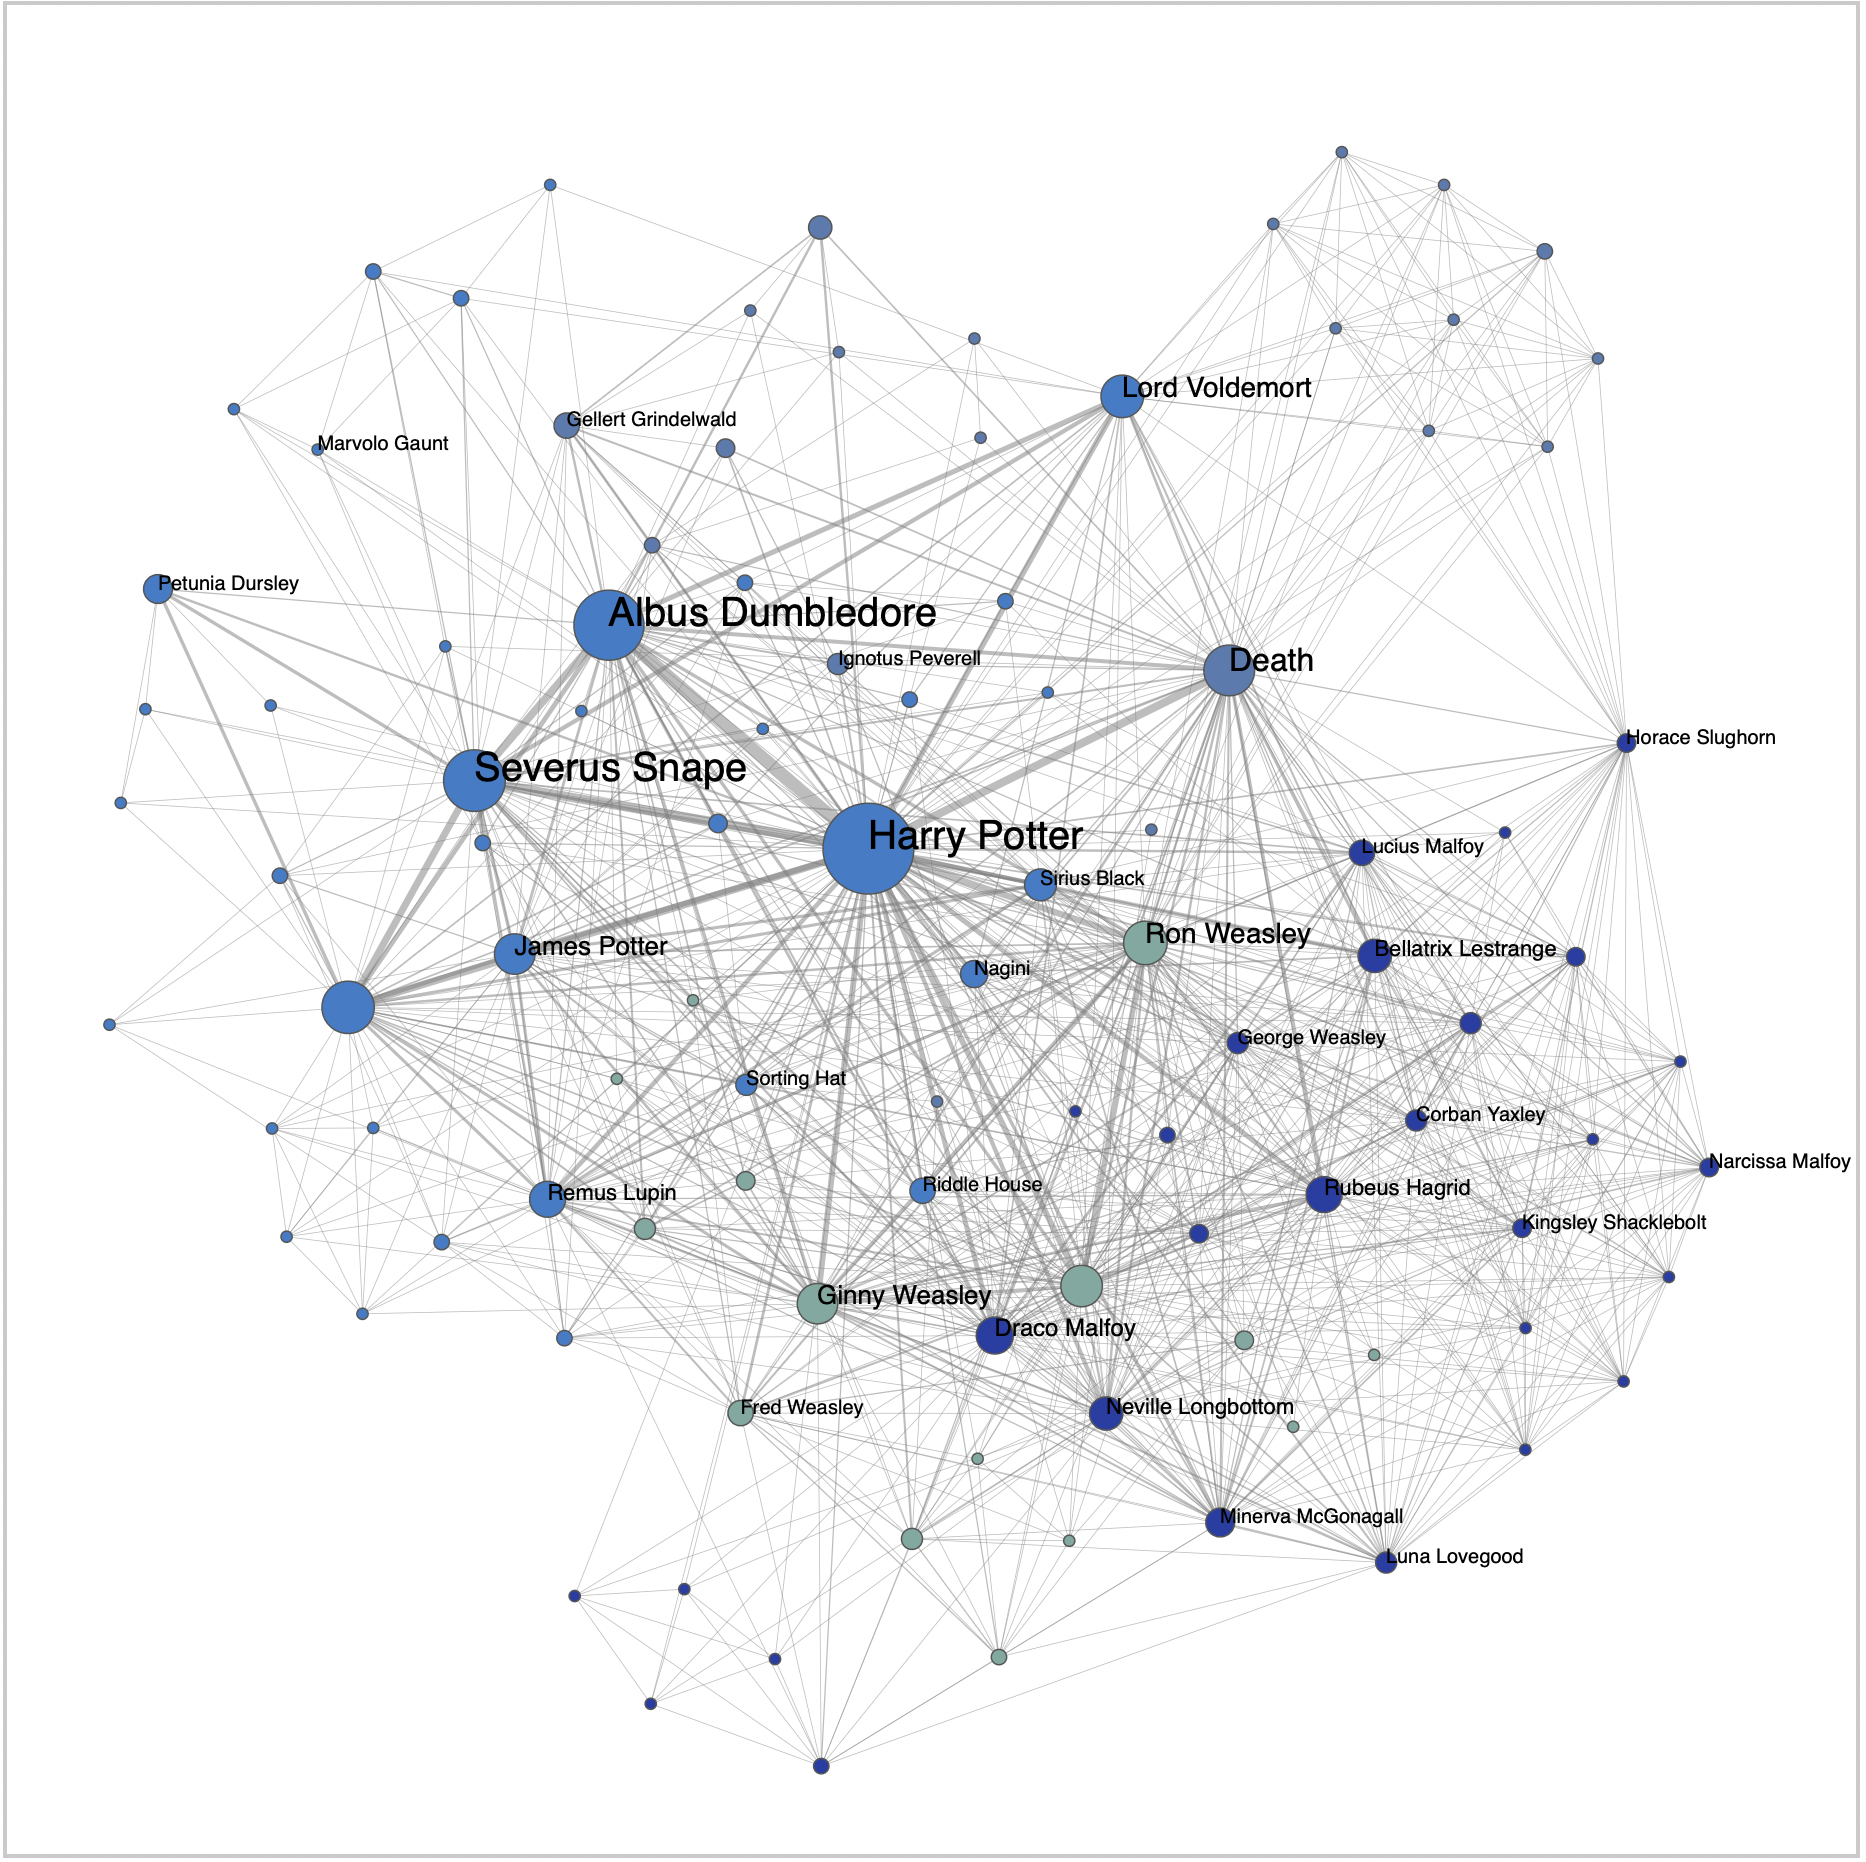 Lord Voldemort
Gellert Grindelwald
Marvolo Gaunt
Petunia Dursley
Albus Dumbledore
Ignotus Peverell
Death
Horace Slughorn
Severus Snape
Harry Potter
Lucius Malfoy
Sirius Black
Ron Weasley
James Potter
Bellatrix Lestrange
Nagini
George Weasley
Sorting Hat
Corban Yaxley
Narcissa Malfoy
Riddle House
Rubeus Hagrid
Remus Lupin
Kingsley Shacklebolt
Ginny Weasley
Draco Malfoy
Fred Weasley
Neville Longbottom
Minerva McGonagall
Luna Lovegood